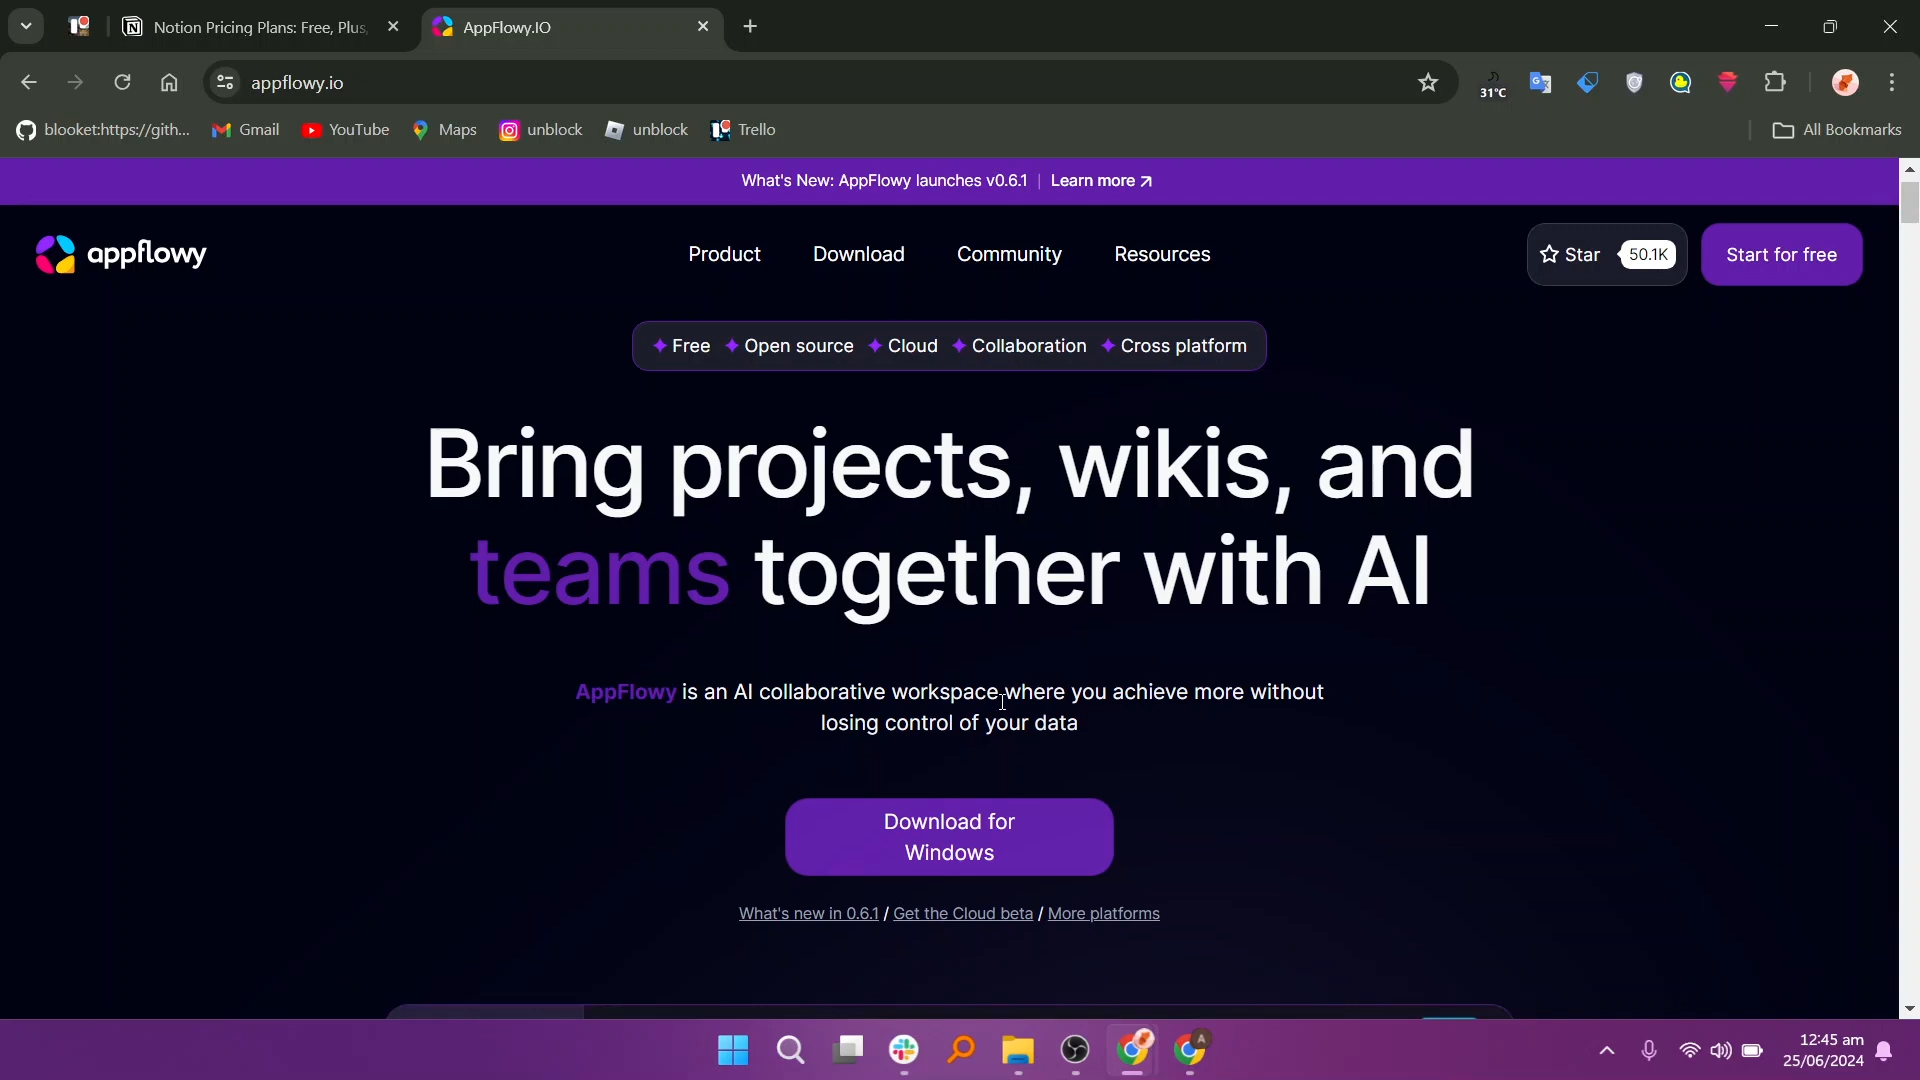 Notion Pricing Plans: Free, Plus,
AppFlowy.IO
appflowy.io
31°C
blooket:https://gith...
Gmail
YouTube
Maps
unblock
unblock
Trello
All Bookmarks
What's New: AppFlowy launches v0.6.1 | Learn more
appflowy
Product
Download
Community
Resources
Star
50.1K
Start for free
Free
Open source
Cloud
Collaboration
Cross platform
Bring projects, wikis, and
teams together with AI
AppFlowy is an AI collaborative workspace where you achieve more without
losing control of your data
Download for
Windows
What's new in 0.6.1 / Get the Cloud beta / More platforms
A
12:45 am
25/06/2024